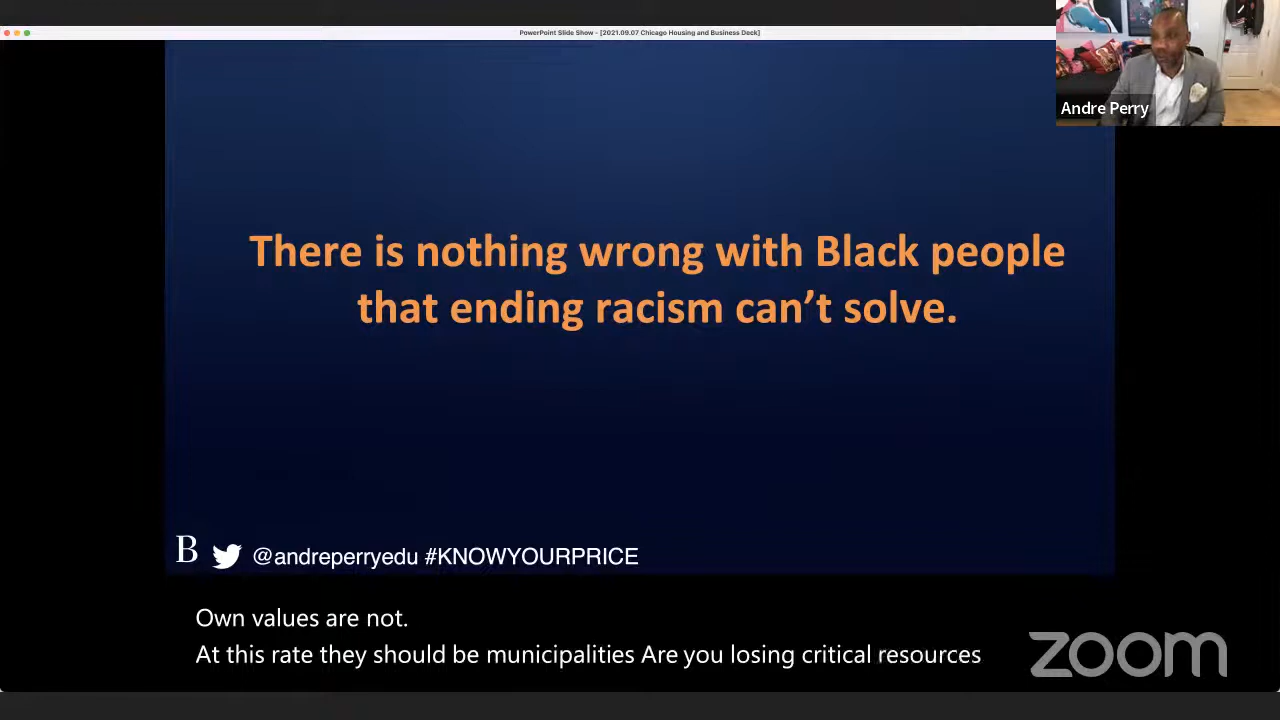 PowerPoint Slide Show - [2021.09.07 Chicago Housing and Business Deck]
Andre Perry
There is nothing wrong with Black people
that ending racism can’t solve.
B @andreperryedu #KNOWYOURPRICE
Own values are not.
At this rate they should be municipalities Are you losing critical resources
zoom